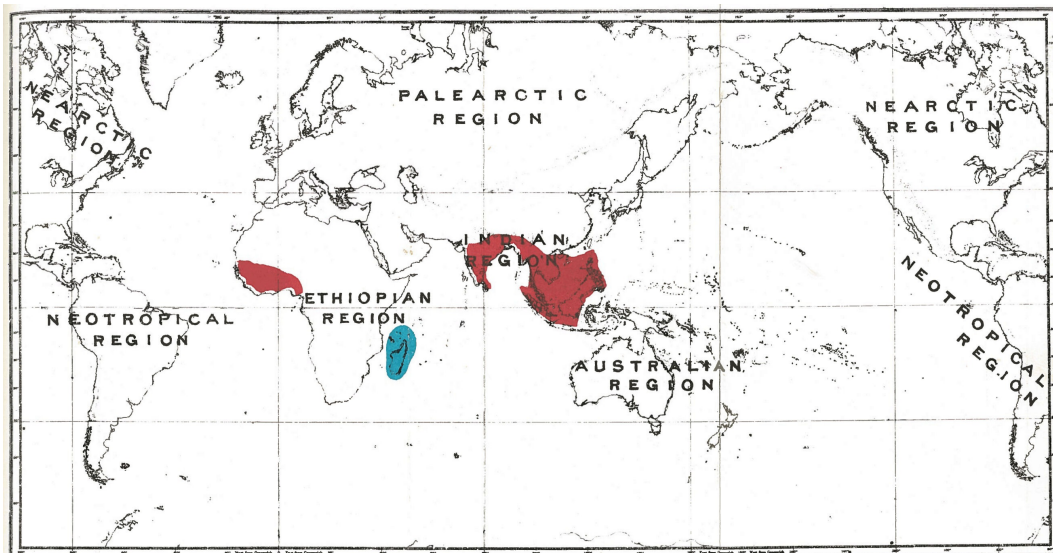 NEARCTIC
REGION
PALEARCTIC
REGION
NEARCTIC
REGION
INDIAN
REGION
ETHIOPIAN
REGION
NEOTROPICAL
REGION
AUSTRALIAN
REGION
NEOTROPICAL
REGION